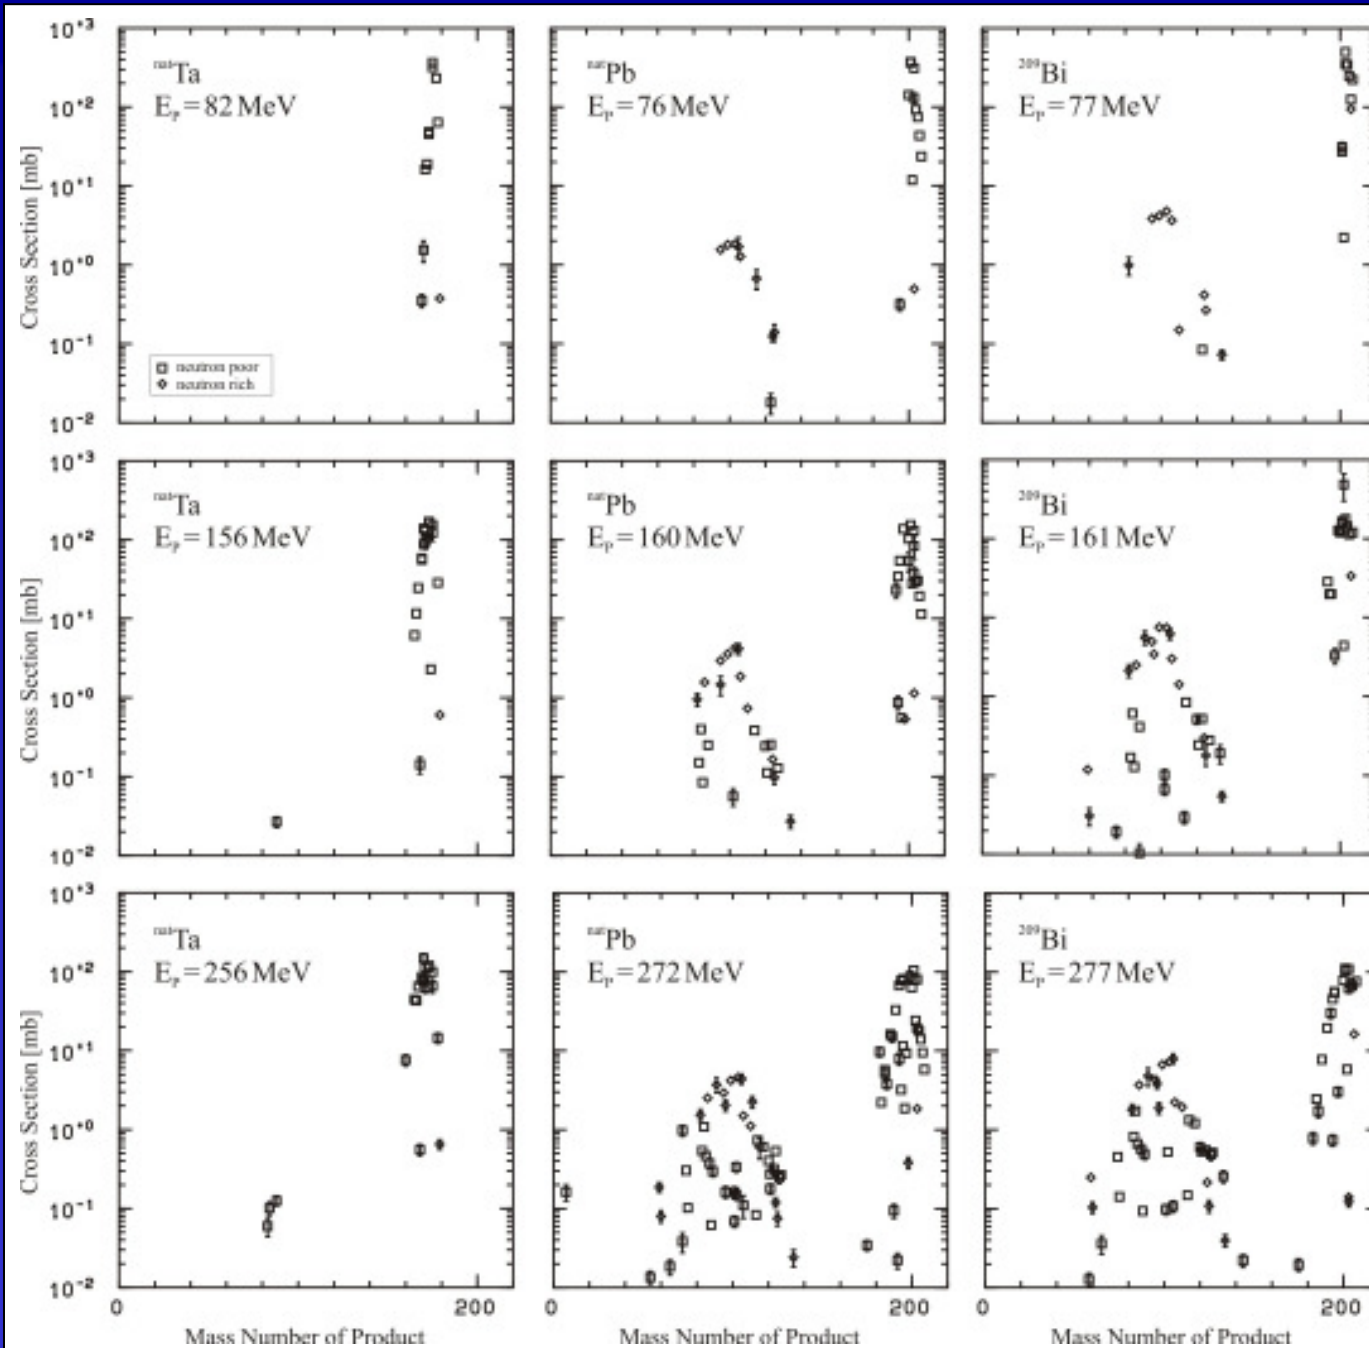 10⁺³
10⁺²
10⁺¹
10⁺⁰
10⁻¹
10⁻²
Cross Section [mb]
ⁿᵃᵗTa
Eₚ = 82 MeV
neutron poor
neutron rich
ⁿᵃᵗPb
Eₚ = 76 MeV
²⁰⁹Bi
Eₚ = 77 MeV
10⁺³
10⁺²
10⁺¹
10⁺⁰
10⁻¹
10⁻²
Cross Section [mb]
ⁿᵃᵗTa
Eₚ = 156 MeV
ⁿᵃᵗPb
Eₚ = 160 MeV
²⁰⁹Bi
Eₚ = 161 MeV
10⁺³
10⁺²
10⁺¹
10⁺⁰
10⁻¹
10⁻²
Cross Section [mb]
ⁿᵃᵗTa
Eₚ = 256 MeV
ⁿᵃᵗPb
Eₚ = 272 MeV
²⁰⁹Bi
Eₚ = 277 MeV
0 200 0 200 0 200
Mass Number of Product Mass Number of Product Mass Number of Product